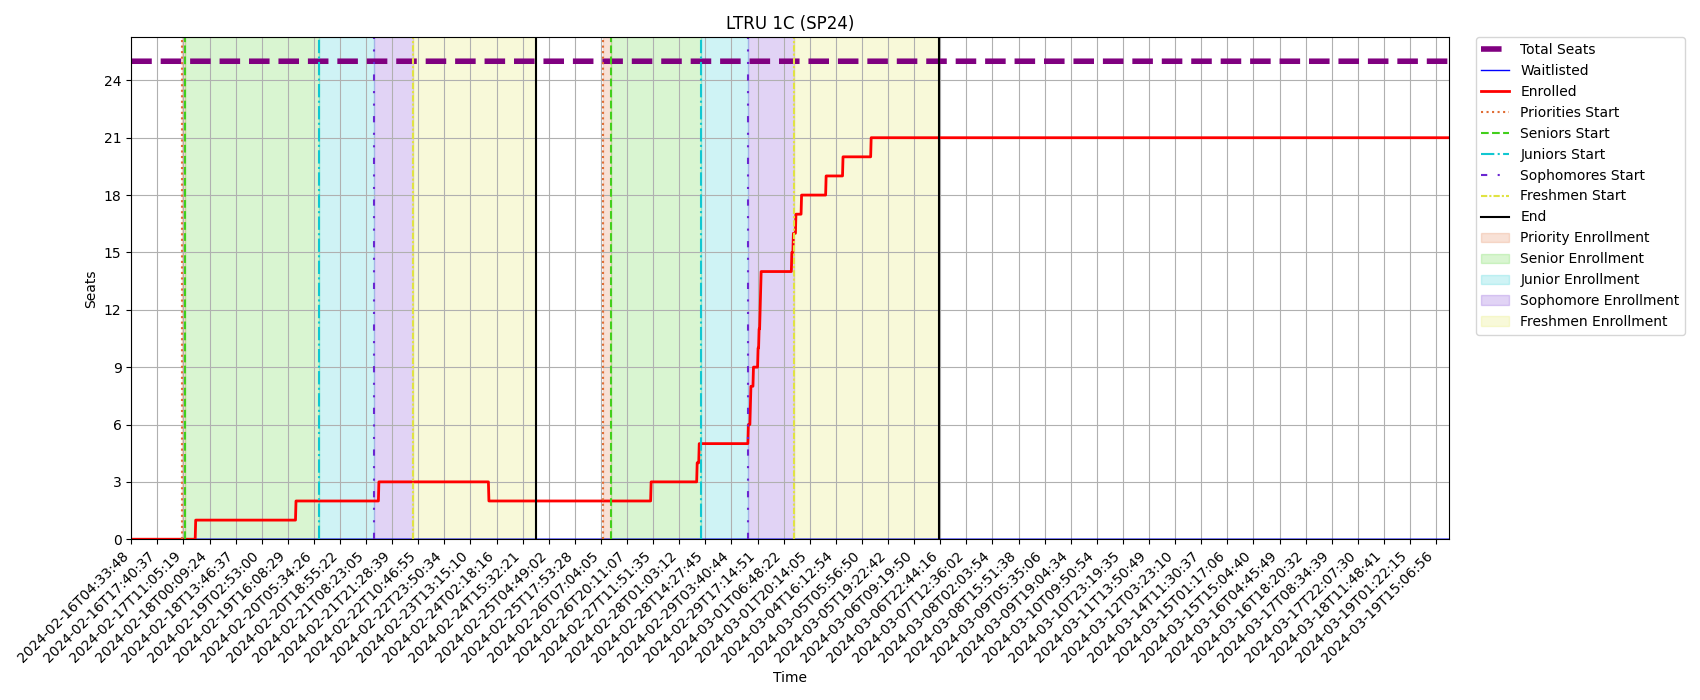 LTRU 1C (SP24)
Seats
24
21
18
15
12
9
6
3
0
2024-02-16T04:33:48
2024-02-16T17:40:37
2024-02-17T11:05:19
2024-02-18T00:09:24
2024-02-18T13:46:37
2024-02-19T02:53:00
2024-02-19T16:08:29
2024-02-20T05:34:26
2024-02-20T18:55:22
2024-02-21T08:23:05
2024-02-21T21:28:39
2024-02-22T10:46:55
2024-02-22T23:50:34
2024-02-23T13:15:10
2024-02-24T02:18:16
2024-02-24T15:32:21
2024-02-25T04:49:02
2024-02-25T17:53:28
2024-02-26T07:04:05
2024-02-26T20:11:07
2024-02-27T11:51:35
2024-02-28T01:03:12
2024-02-28T14:27:45
2024-02-29T03:40:44
2024-02-29T17:14:51
2024-03-01T06:48:22
2024-03-01T20:14:05
2024-03-04T16:12:54
2024-03-05T05:56:50
2024-03-05T19:22:42
2024-03-06T09:19:50
2024-03-06T22:44:16
2024-03-07T12:36:02
2024-03-08T02:03:54
2024-03-08T15:51:38
2024-03-09T05:35:06
2024-03-09T19:04:34
2024-03-10T09:50:54
2024-03-10T23:19:35
2024-03-11T13:50:49
2024-03-12T03:23:10
2024-03-14T11:30:37
2024-03-15T01:17:06
2024-03-15T15:04:40
2024-03-16T04:45:49
2024-03-16T18:20:32
2024-03-17T08:34:39
2024-03-17T22:07:30
2024-03-18T11:48:41
2024-03-19T01:22:15
2024-03-19T15:06:56
Time
Total Seats
Waitlisted
Enrolled
Priorities Start
Seniors Start
Juniors Start
Sophomores Start
Freshmen Start
End
Priority Enrollment
Senior Enrollment
Junior Enrollment
Sophomore Enrollment
Freshmen Enrollment